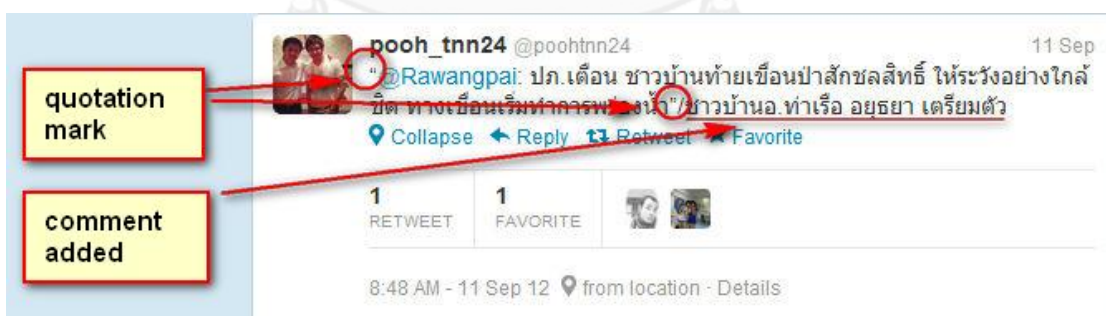 pooh_tnn24 @poohtnn24 11 Sep
"@Rawangpai: ปภ.เตือน ชาวบ้านท้ายเขื่อนป่าสักชลสิทธิ์ ให้ระวังอย่างใกล้
ชิด ทางเขื่อนเริ่มทำการพร่องน้ำ"/ชาวบ้านอ.ท่าเรือ อยุธยา เตรียมตัว
Collapse Reply Retweet Favorite
quotation
mark
comment
added
1 1
RETWEET FAVORITE
8:48 AM - 11 Sep 12 from location · Details